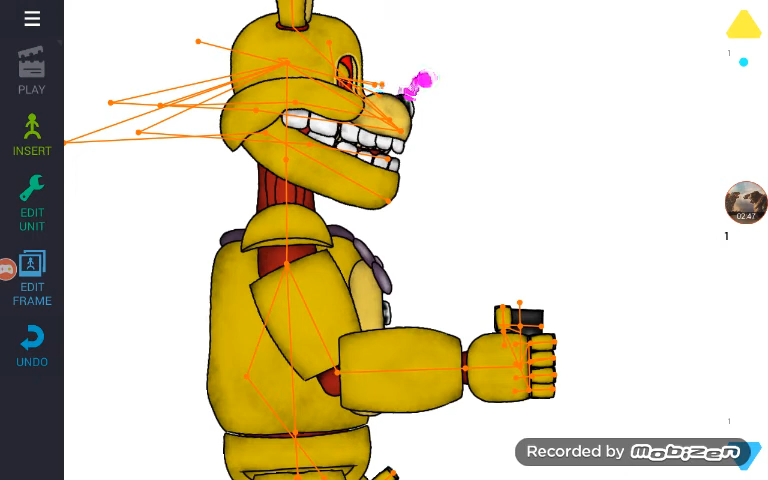 PLAY
INSERT
EDIT
UNIT
EDIT
FRAME
UNDO
1
02:47
1
1
Recorded by MOBIZEN